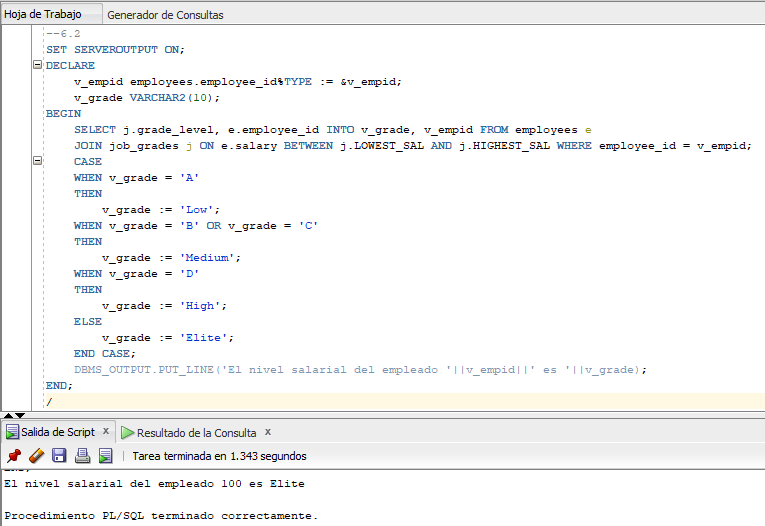 Hoja de Trabajo Generador de Consultas
--6.2
SET SERVEROUTPUT ON;
DECLARE
v_empid employees.employee_id%TYPE := &v_empid;
v_grade VARCHAR2(10);
BEGIN
SELECT j.grade_level, e.employee_id INTO v_grade, v_empid FROM employees e
JOIN job_grades j ON e.salary BETWEEN j.LOWEST_SAL AND j.HIGHEST_SAL WHERE employee_id = v_empid;
CASE
WHEN v_grade = 'A'
THEN
v_grade := 'Low';
WHEN v_grade = 'B' OR v_grade = 'C'
THEN
v_grade := 'Medium';
WHEN v_grade = 'D'
THEN
v_grade := 'High';
ELSE
v_grade := 'Elite';
END CASE;
DBMS_OUTPUT.PUT_LINE('El nivel salarial del empleado '||v_empid||' es '||v_grade);
END;
/
Salida de Script x Resultado de la Consulta x
Tarea terminada en 1.343 segundos
El nivel salarial del empleado 100 es Elite
Procedimiento PL/SQL terminado correctamente.